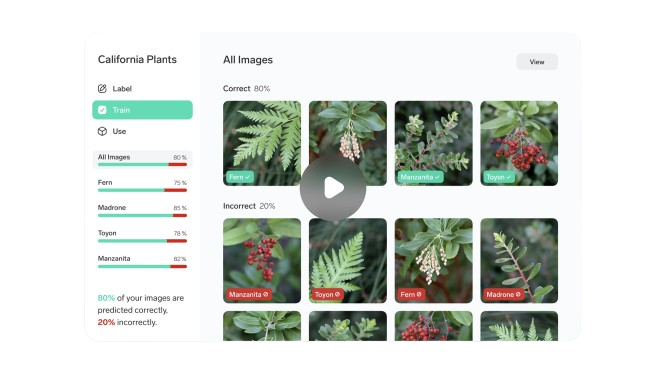 California Plants
Label
Train
Use
All Images 80%
Fern 75%
Madrone 85%
Toyon 78%
Manzanita 82%
80% of your images are
predicted correctly,
20% incorrectly.
All Images
View
Correct 80%
Fern
Manzanita
Toyon
Incorrect 20%
Manzanita
Toyon
Fern
Madrone